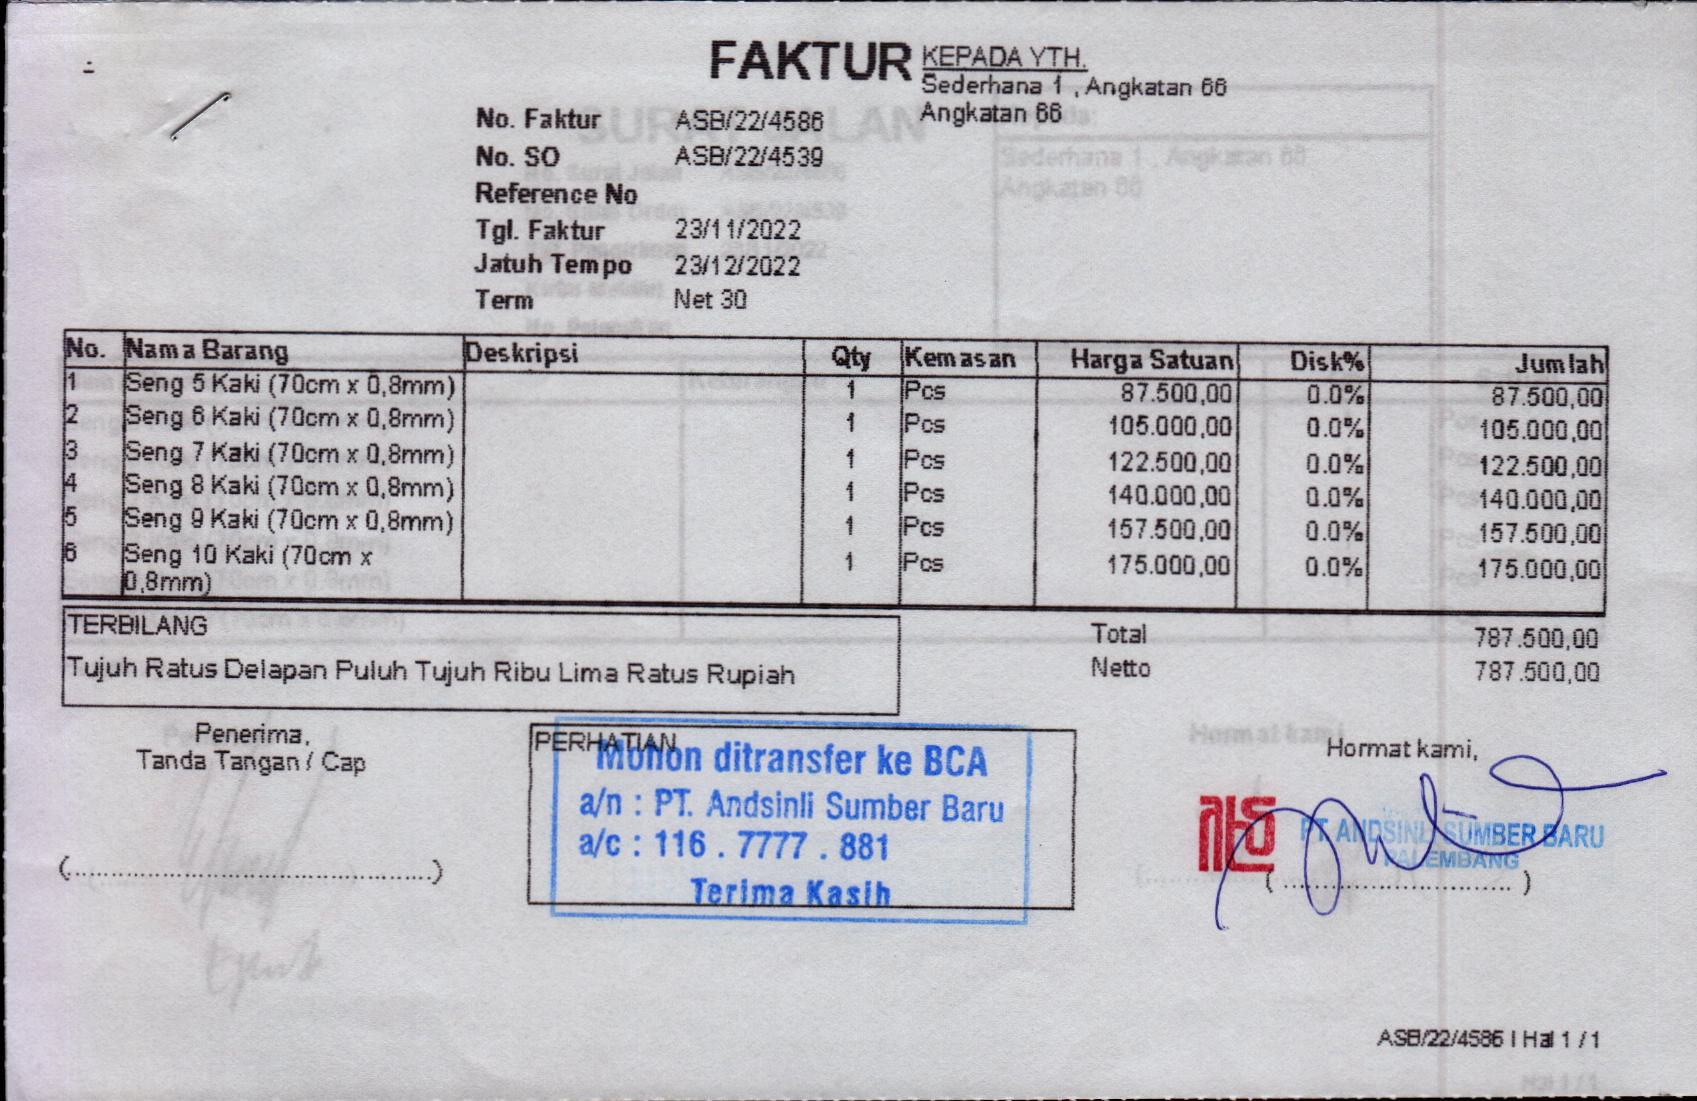 FAKTUR
KEPADA YTH.
Sederhana 1 , Angkatan 66
Angkatan 66
No. Faktur ASB/22/4586
No. SO ASB/22/4539
Reference No
Tgl. Faktur 23/11/2022
Jatuh Tempo 23/12/2022
Term Net 30
No. Nama Barang Deskripsi Qty Kemasan Harga Satuan Disk% Jumlah
1 Seng 5 Kaki (70cm x 0,8mm) 1 Pcs 87.500,00 0.0% 87.500,00
2 Seng 6 Kaki (70cm x 0,8mm) 1 Pcs 105.000,00 0.0% 105.000,00
3 Seng 7 Kaki (70cm x 0,8mm) 1 Pcs 122.500,00 0.0% 122.500,00
4 Seng 8 Kaki (70cm x 0,8mm) 1 Pcs 140.000,00 0.0% 140.000,00
5 Seng 9 Kaki (70cm x 0,8mm) 1 Pcs 157.500,00 0.0% 157.500,00
6 Seng 10 Kaki (70cm x 1 Pcs 175.000,00 0.0% 175.000,00
0,8mm)
TERBILANG
Tujuh Ratus Delapan Puluh Tujuh Ribu Lima Ratus Rupiah
Total 787.500,00
Netto 787.500,00
Penerima,
Tanda Tangan / Cap
(..................................................)
PERHATIAN
Mohon ditransfer ke BCA
a/n : PT. Andsinli Sumber Baru
a/c : 116 . 7777 . 881
Terima Kasih
Hormat kami,
PT. ANDSINLI SUMBER BARU
PALEMBANG
( ................................ )
ASB/22/4586 | Hal 1 / 1